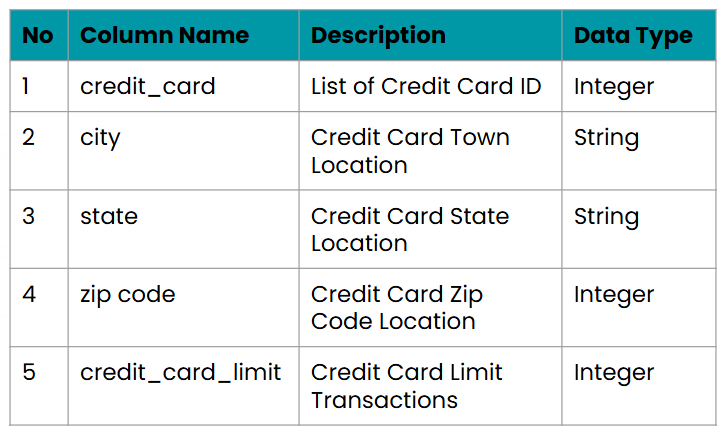 No Column Name Description Data Type
1 credit_card List of Credit Card ID Integer
2 city Credit Card Town String
Location
3 state Credit Card State String
Location
4 zip code Credit Card Zip Integer
Code Location
5 credit_card_limit Credit Card Limit Integer
Transactions